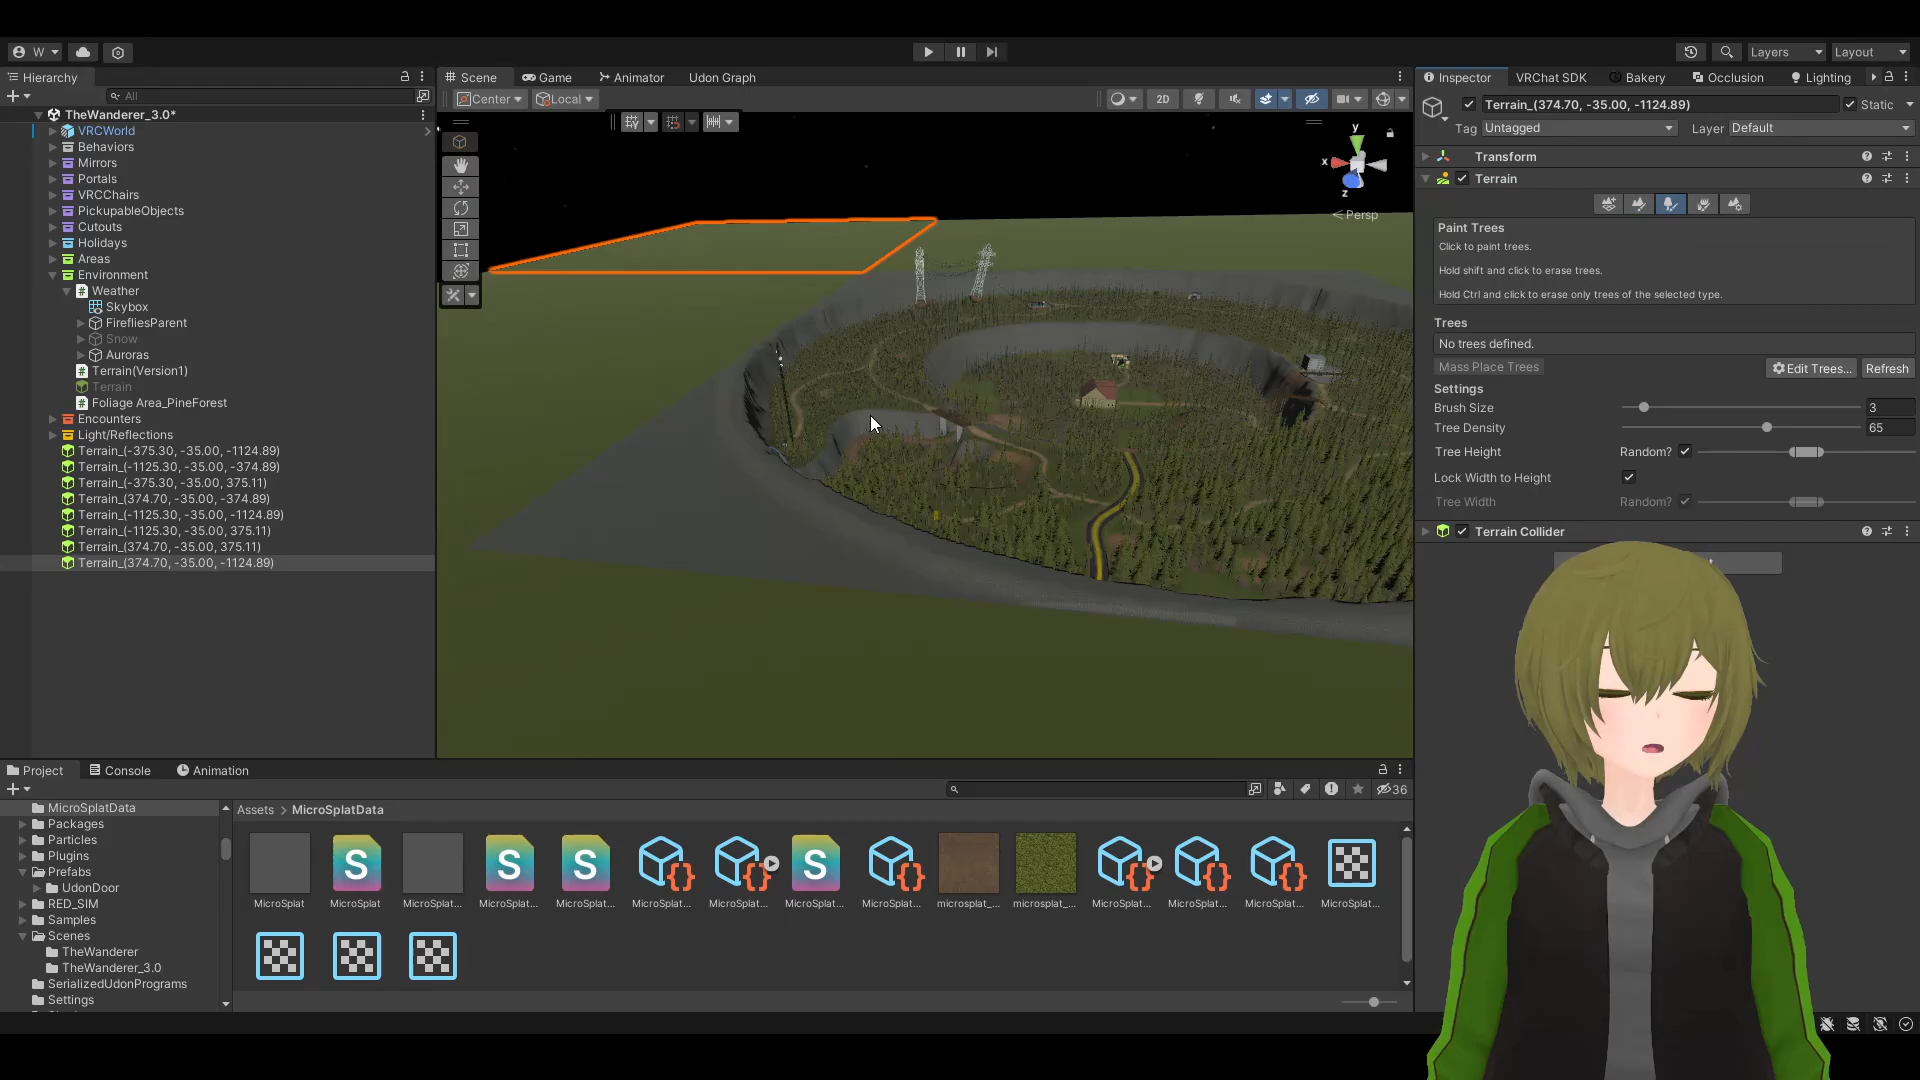 W
Layers
Layout
Hierarchy
Scene
Game
Animator
Udon Graph
Inspector
VRChat SDK
Bakery
Occlusion
Lighting
All
Center
Local
2D
Terrain_(374.70, -35.00, -1124.89)
Static
Tag
Untagged
Layer
Default
TheWanderer_3.0*
VRCWorld
Behaviors
Mirrors
Portals
VRCChairs
PickupableObjects
Cutouts
Holidays
Areas
Environment
Weather
Skybox
FirefliesParent
Snow
Auroras
Terrain(Version1)
Terrain
Foliage Area_PineForest
Encounters
Light/Reflections
Terrain_(-375.30, -35.00, -1124.89)
Terrain_(-1125.30, -35.00, -374.89)
Terrain_(-375.30, -35.00, 375.11)
Terrain_(374.70, -35.00, -374.89)
Terrain_(-1125.30, -35.00, -1124.89)
Terrain_(-1125.30, -35.00, 375.11)
Terrain_(374.70, -35.00, 375.11)
Terrain_(374.70, -35.00, -1124.89)
y
x
z
Persp
Transform
Terrain
Paint Trees
Click to paint trees.
Hold shift and click to erase trees.
Hold Ctrl and click to erase only trees of the selected type.
Trees
No trees defined.
Mass Place Trees
Edit Trees...
Refresh
Settings
Brush Size
3
Tree Density
65
Tree Height
Random?
Lock Width to Height
Tree Width
Random?
Terrain Collider
Project
Console
Animation
36
MicroSplatData
Packages
Particles
Plugins
Prefabs
UdonDoor
RED_SIM
Samples
Scenes
TheWanderer
TheWanderer_3.0
SerializedUdonPrograms
Settings
Assets > MicroSplatData
MicroSplat
MicroSplat
MicroSplat...
MicroSplat...
MicroSplat...
MicroSplat...
MicroSplat...
MicroSplat...
MicroSplat...
microsplat_...
microsplat_...
MicroSplat...
MicroSplat...
MicroSplat...
MicroSplat...